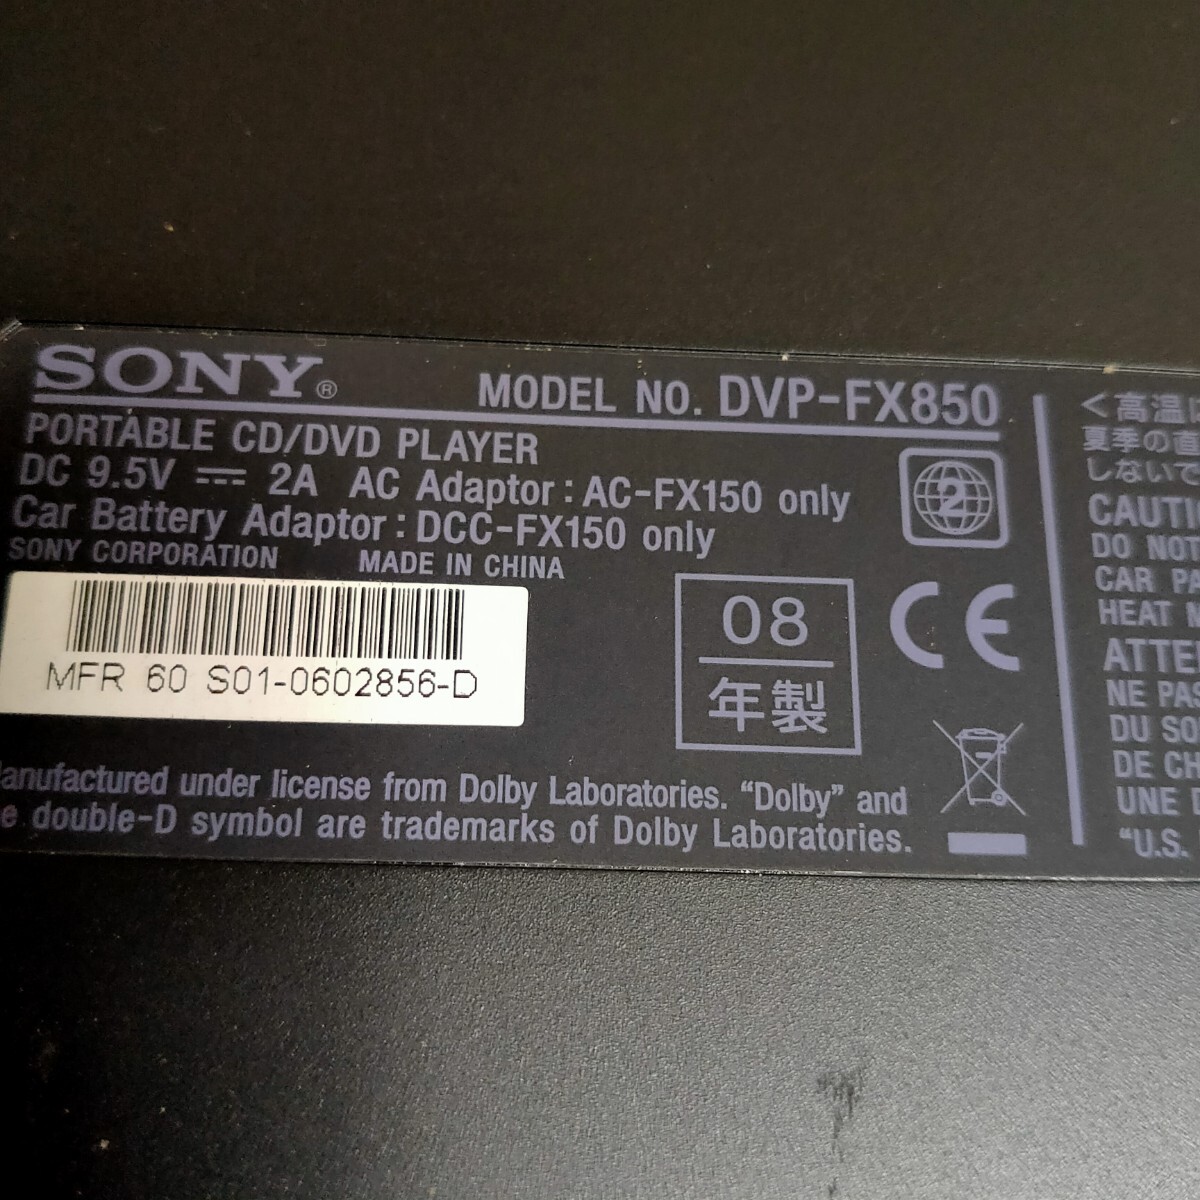 SONY®
MODEL NO. DVP-FX850
PORTABLE CD/DVD PLAYER
DC 9.5V ⎓ 2A AC Adaptor : AC-FX150 only
Car Battery Adaptor : DCC-FX150 only
SONY CORPORATION MADE IN CHINA
2
MFR 60 S01-0602856-D
08
年製
CE
anufactured under license from Dolby Laboratories. “Dolby” and
e double-D symbol are trademarks of Dolby Laboratories.
<高温
夏季の直
しないで
CAUTI
DO NOT
CAR PA
HEAT
ATTE
NE PAS
DU SO
DE CH
UNE
“U.S.